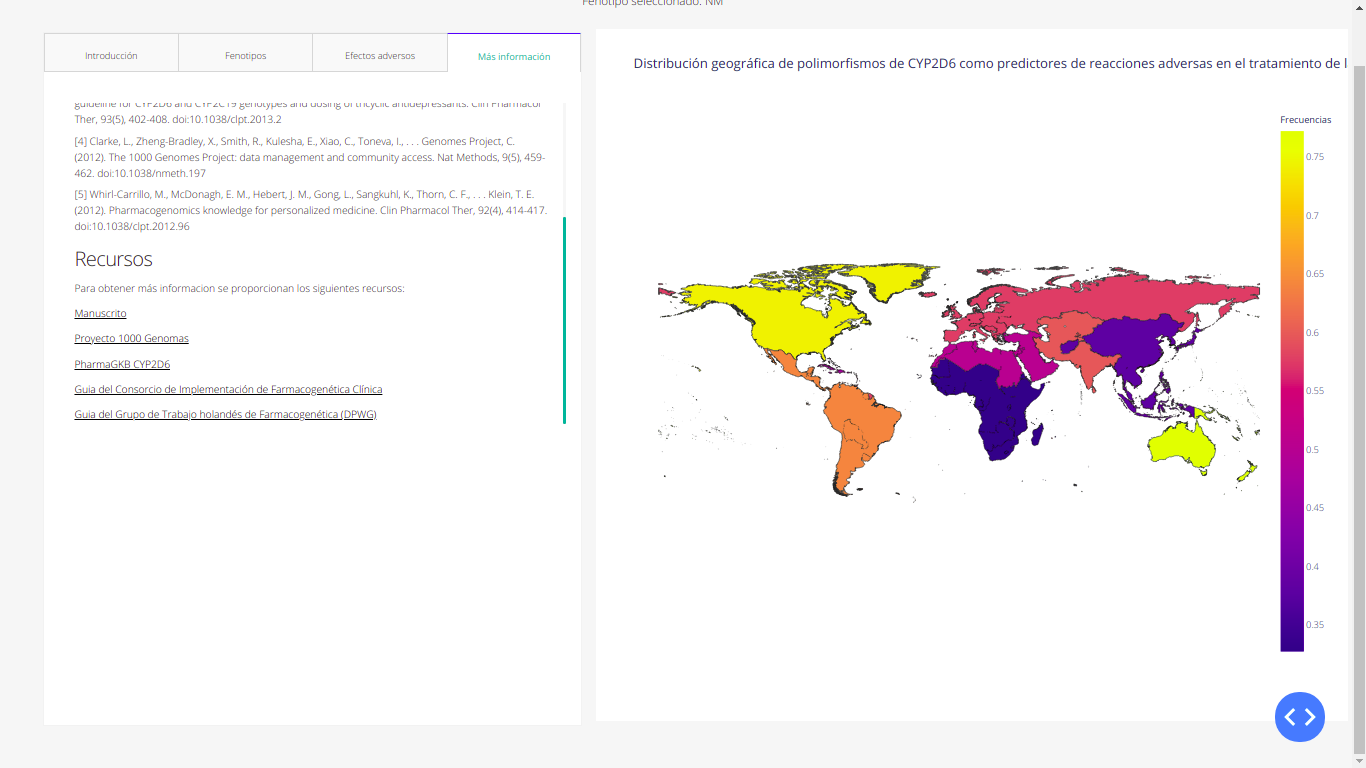 Fenotipo seleccionado: NM
Introducción
Fenotipos
Efectos adversos
Más información
guideline for CYP2D6 and CYP2C19 genotypes and dosing of tricyclic antidepressants. Clin Pharmacol
Ther, 93(5), 402-408. doi:10.1038/clpt.2013.2
[4] Clarke, L., Zheng-Bradley, X., Smith, R., Kulesha, E., Xiao, C., Toneva, I., . . . Genomes Project, C.
(2012). The 1000 Genomes Project: data management and community access. Nat Methods, 9(5), 459-
462. doi:10.1038/nmeth.197
[5] Whirl-Carrillo, M., McDonagh, E. M., Hebert, J. M., Gong, L., Sangkuhl, K., Thorn, C. F., . . . Klein, T. E.
(2012). Pharmacogenomics knowledge for personalized medicine. Clin Pharmacol Ther, 92(4), 414-417.
doi:10.1038/clpt.2012.96
Recursos
Para obtener más informacion se proporcionan los siguientes recursos:
Manuscrito
Proyecto 1000 Genomas
PharmaGKB CYP2D6
Guia del Consorcio de Implementación de Farmacogenética Clínica
Guia del Grupo de Trabajo holandés de Farmacogenética (DPWG)
Distribución geográfica de polimorfismos de CYP2D6 como predictores de reacciones adversas en el tratamiento de l
Frecuencias
0.75
0.7
0.65
0.6
0.55
0.5
0.45
0.4
0.35